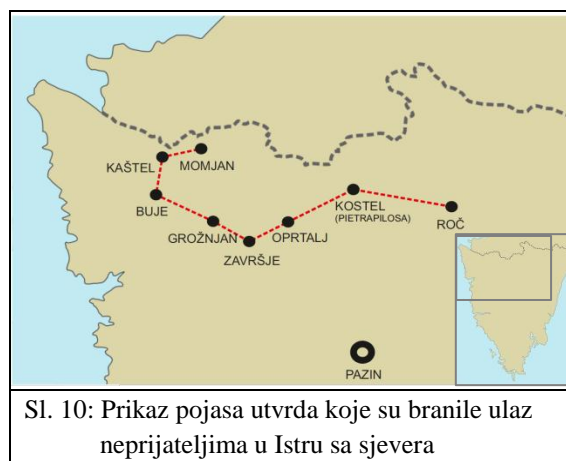 KAŠTEL
MOMJAN
BUJE
GROŽNJAN
ZAVRŠJE
OPRTALJ
KOSTEL
(PIETRAPILOSA)
ROČ
PAZIN
Sl. 10: Prikaz pojasa utvrda koje su branile ulaz
neprijateljima u Istru sa sjevera